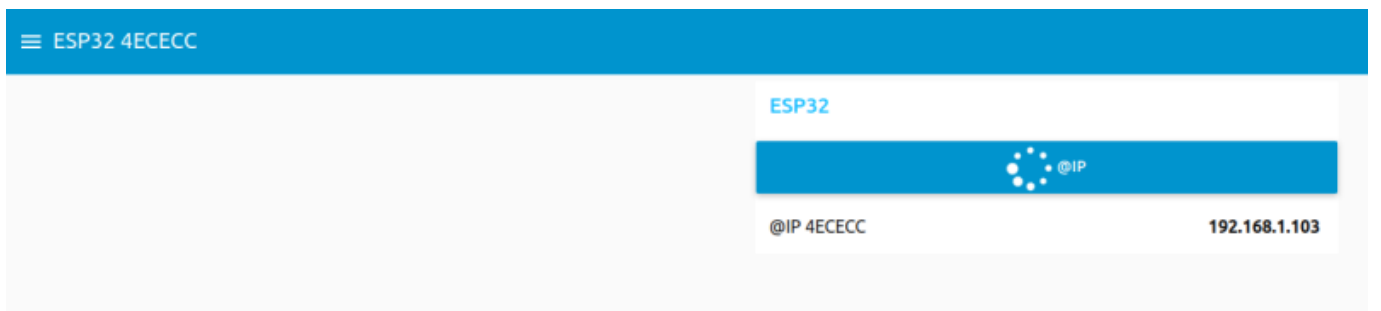 ESP32 4ECECC
ESP32
@IP
@IP 4ECECC 192.168.1.103